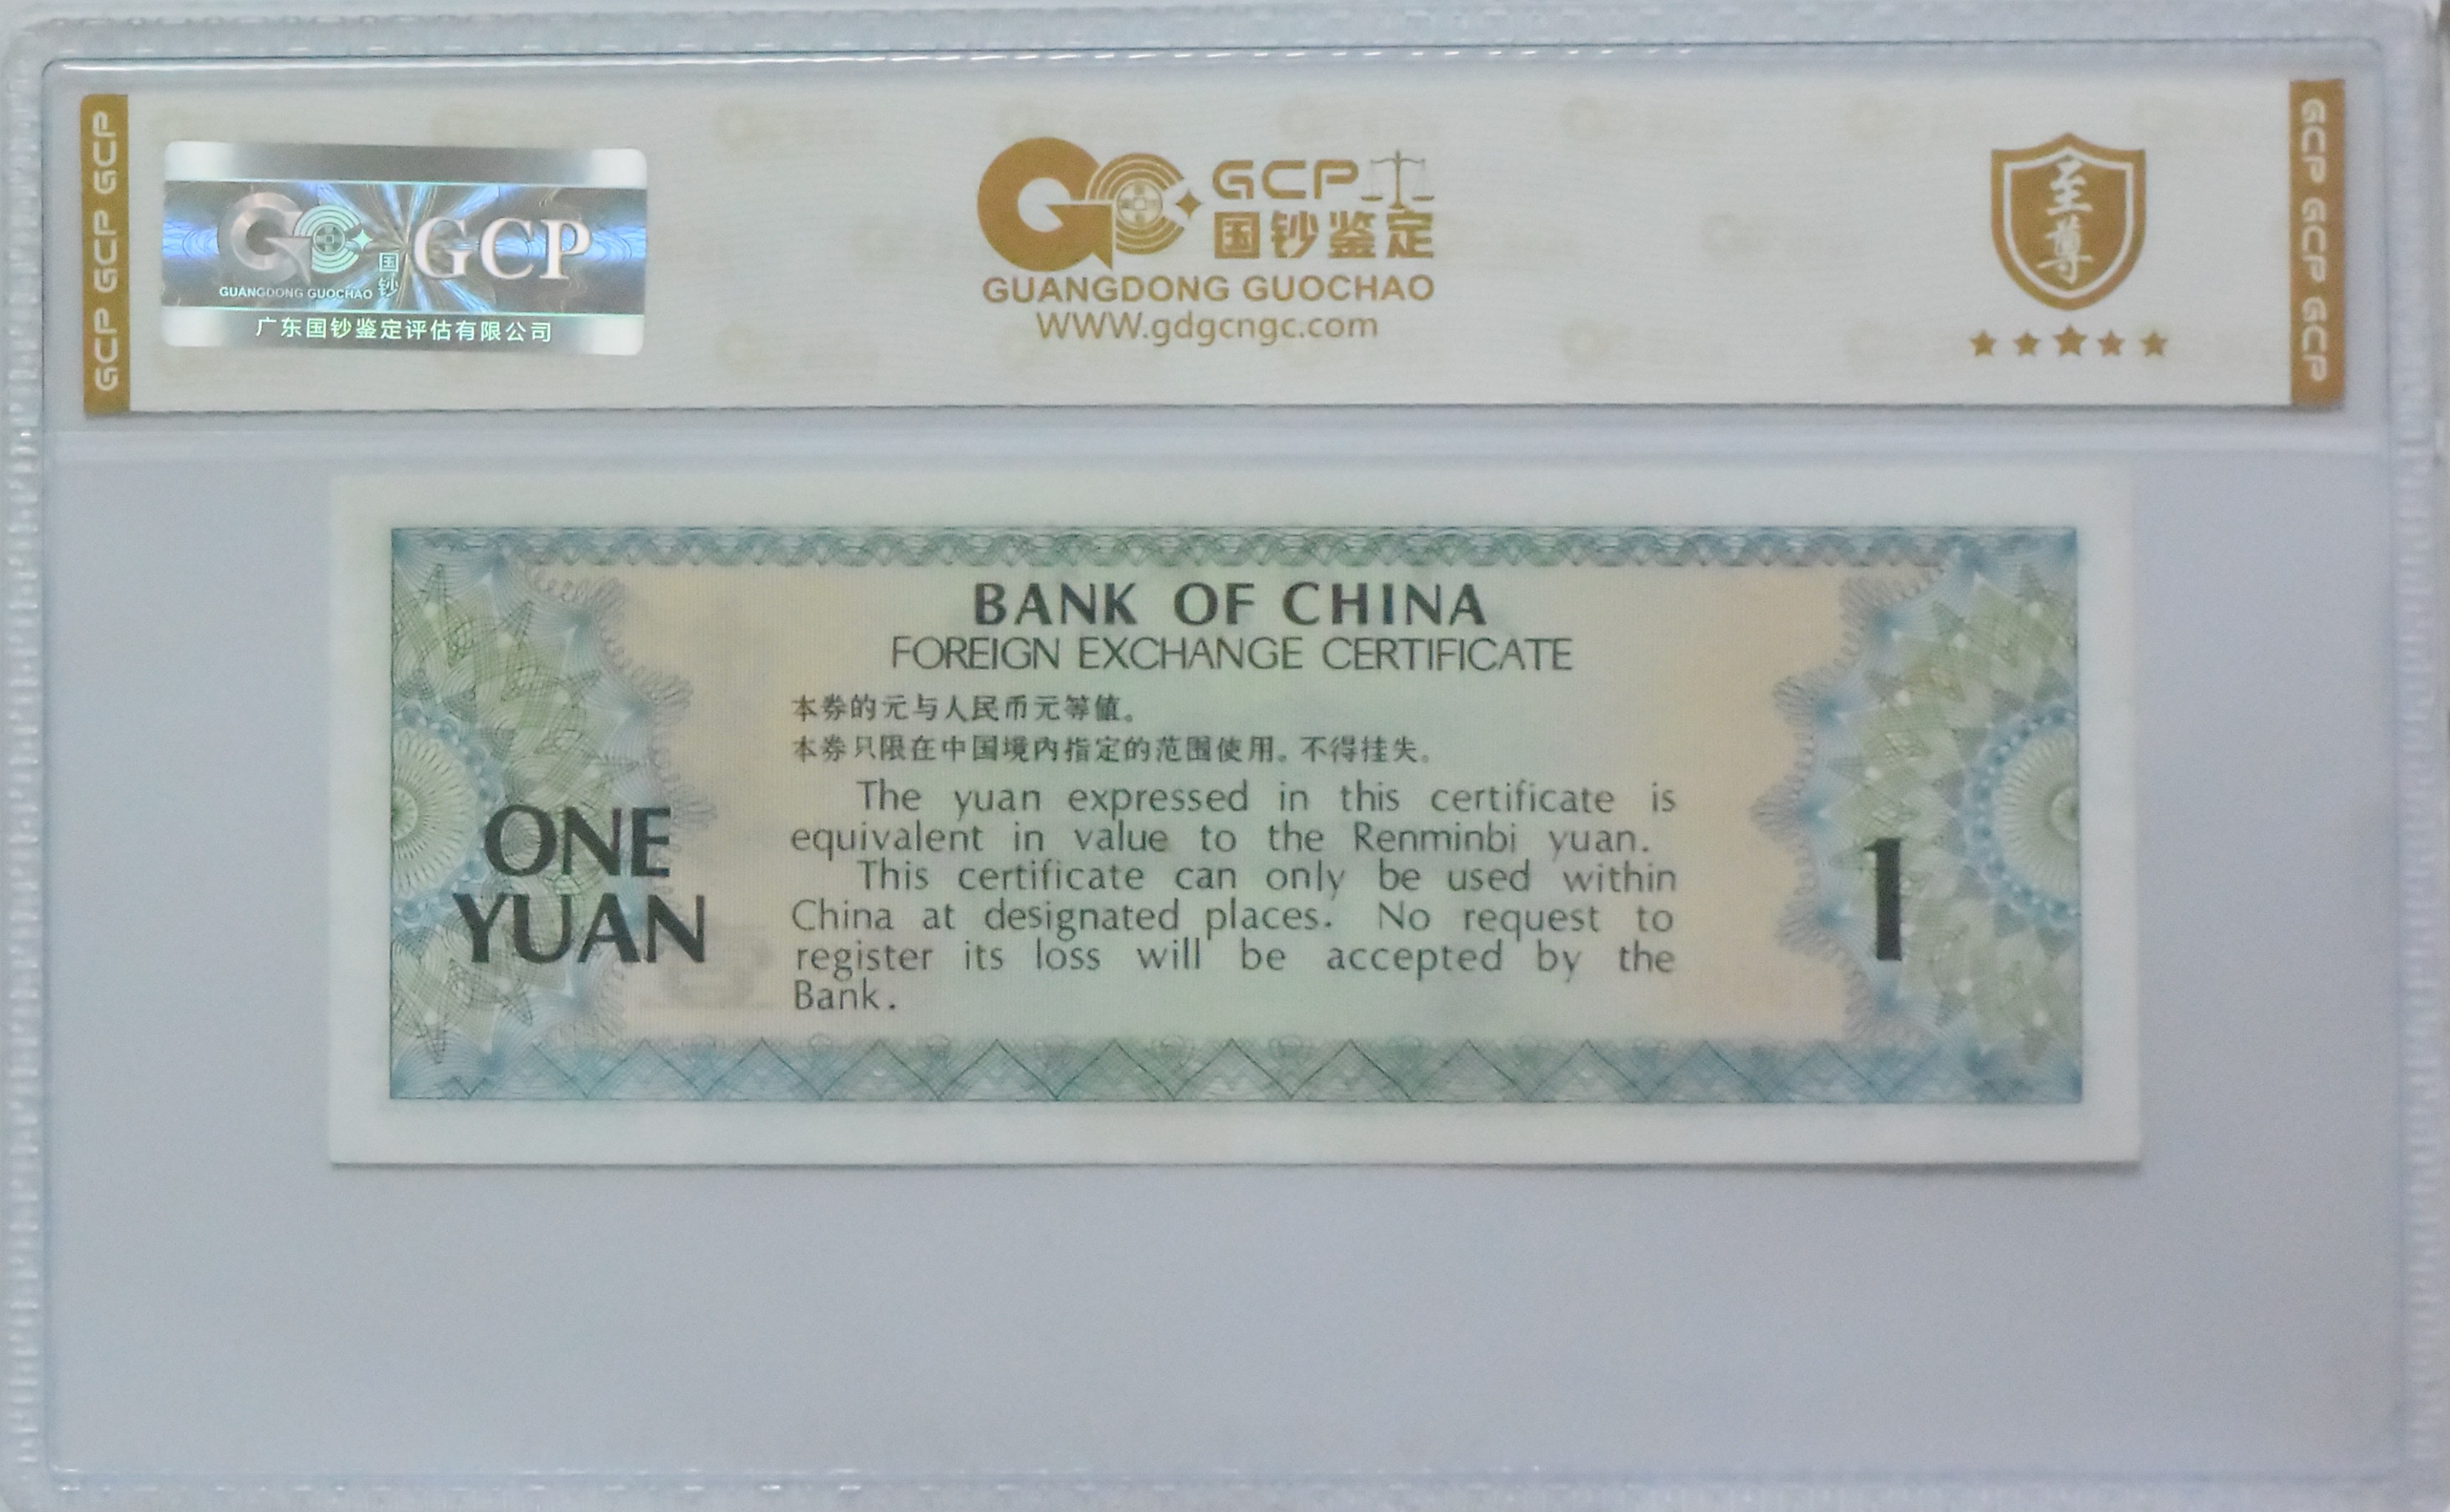 GCP GCP GCP
GCP
国钞
GUANGDONG GUOCHAO
广东国钞鉴定评估有限公司
GCP
国钞鉴定
GUANGDONG GUOCHAO
WWW.gdgcngc.com
至尊
GCP GCP GCP
BANK OF CHINA
FOREIGN EXCHANGE CERTIFICATE
本券的元与人民币元等值。
本券只限在中国境内指定的范围使用。不得挂失。
The yuan expressed in this certificate is
equivalent in value to the Renminbi yuan.
This certificate can only be used within
China at designated places. No request to
register its loss will be accepted by the
Bank.
ONE
YUAN
1